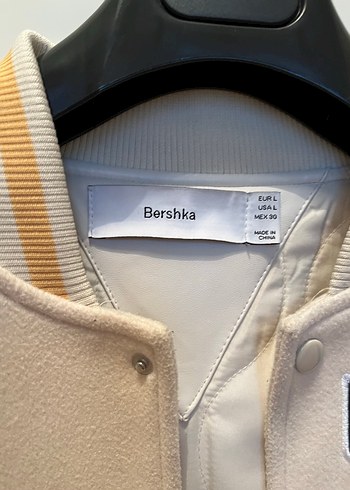 Bershka
EUR L
USA L
MEX 30
MADE IN
CHINA